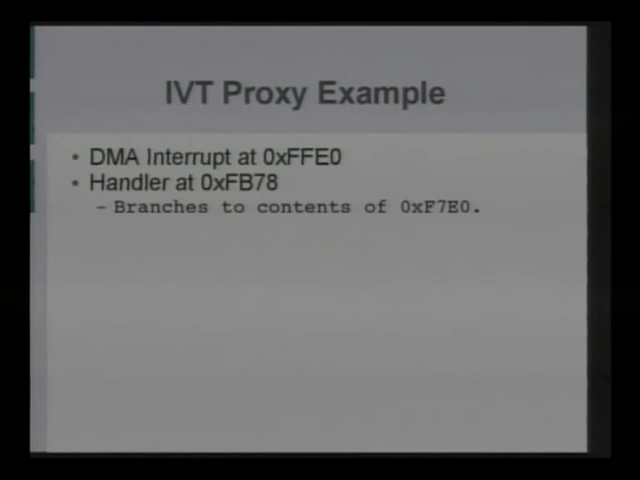 IVT Proxy Example
• DMA Interrupt at 0xFFE0
• Handler at 0xFB78
– Branches to contents of 0xF7E0.